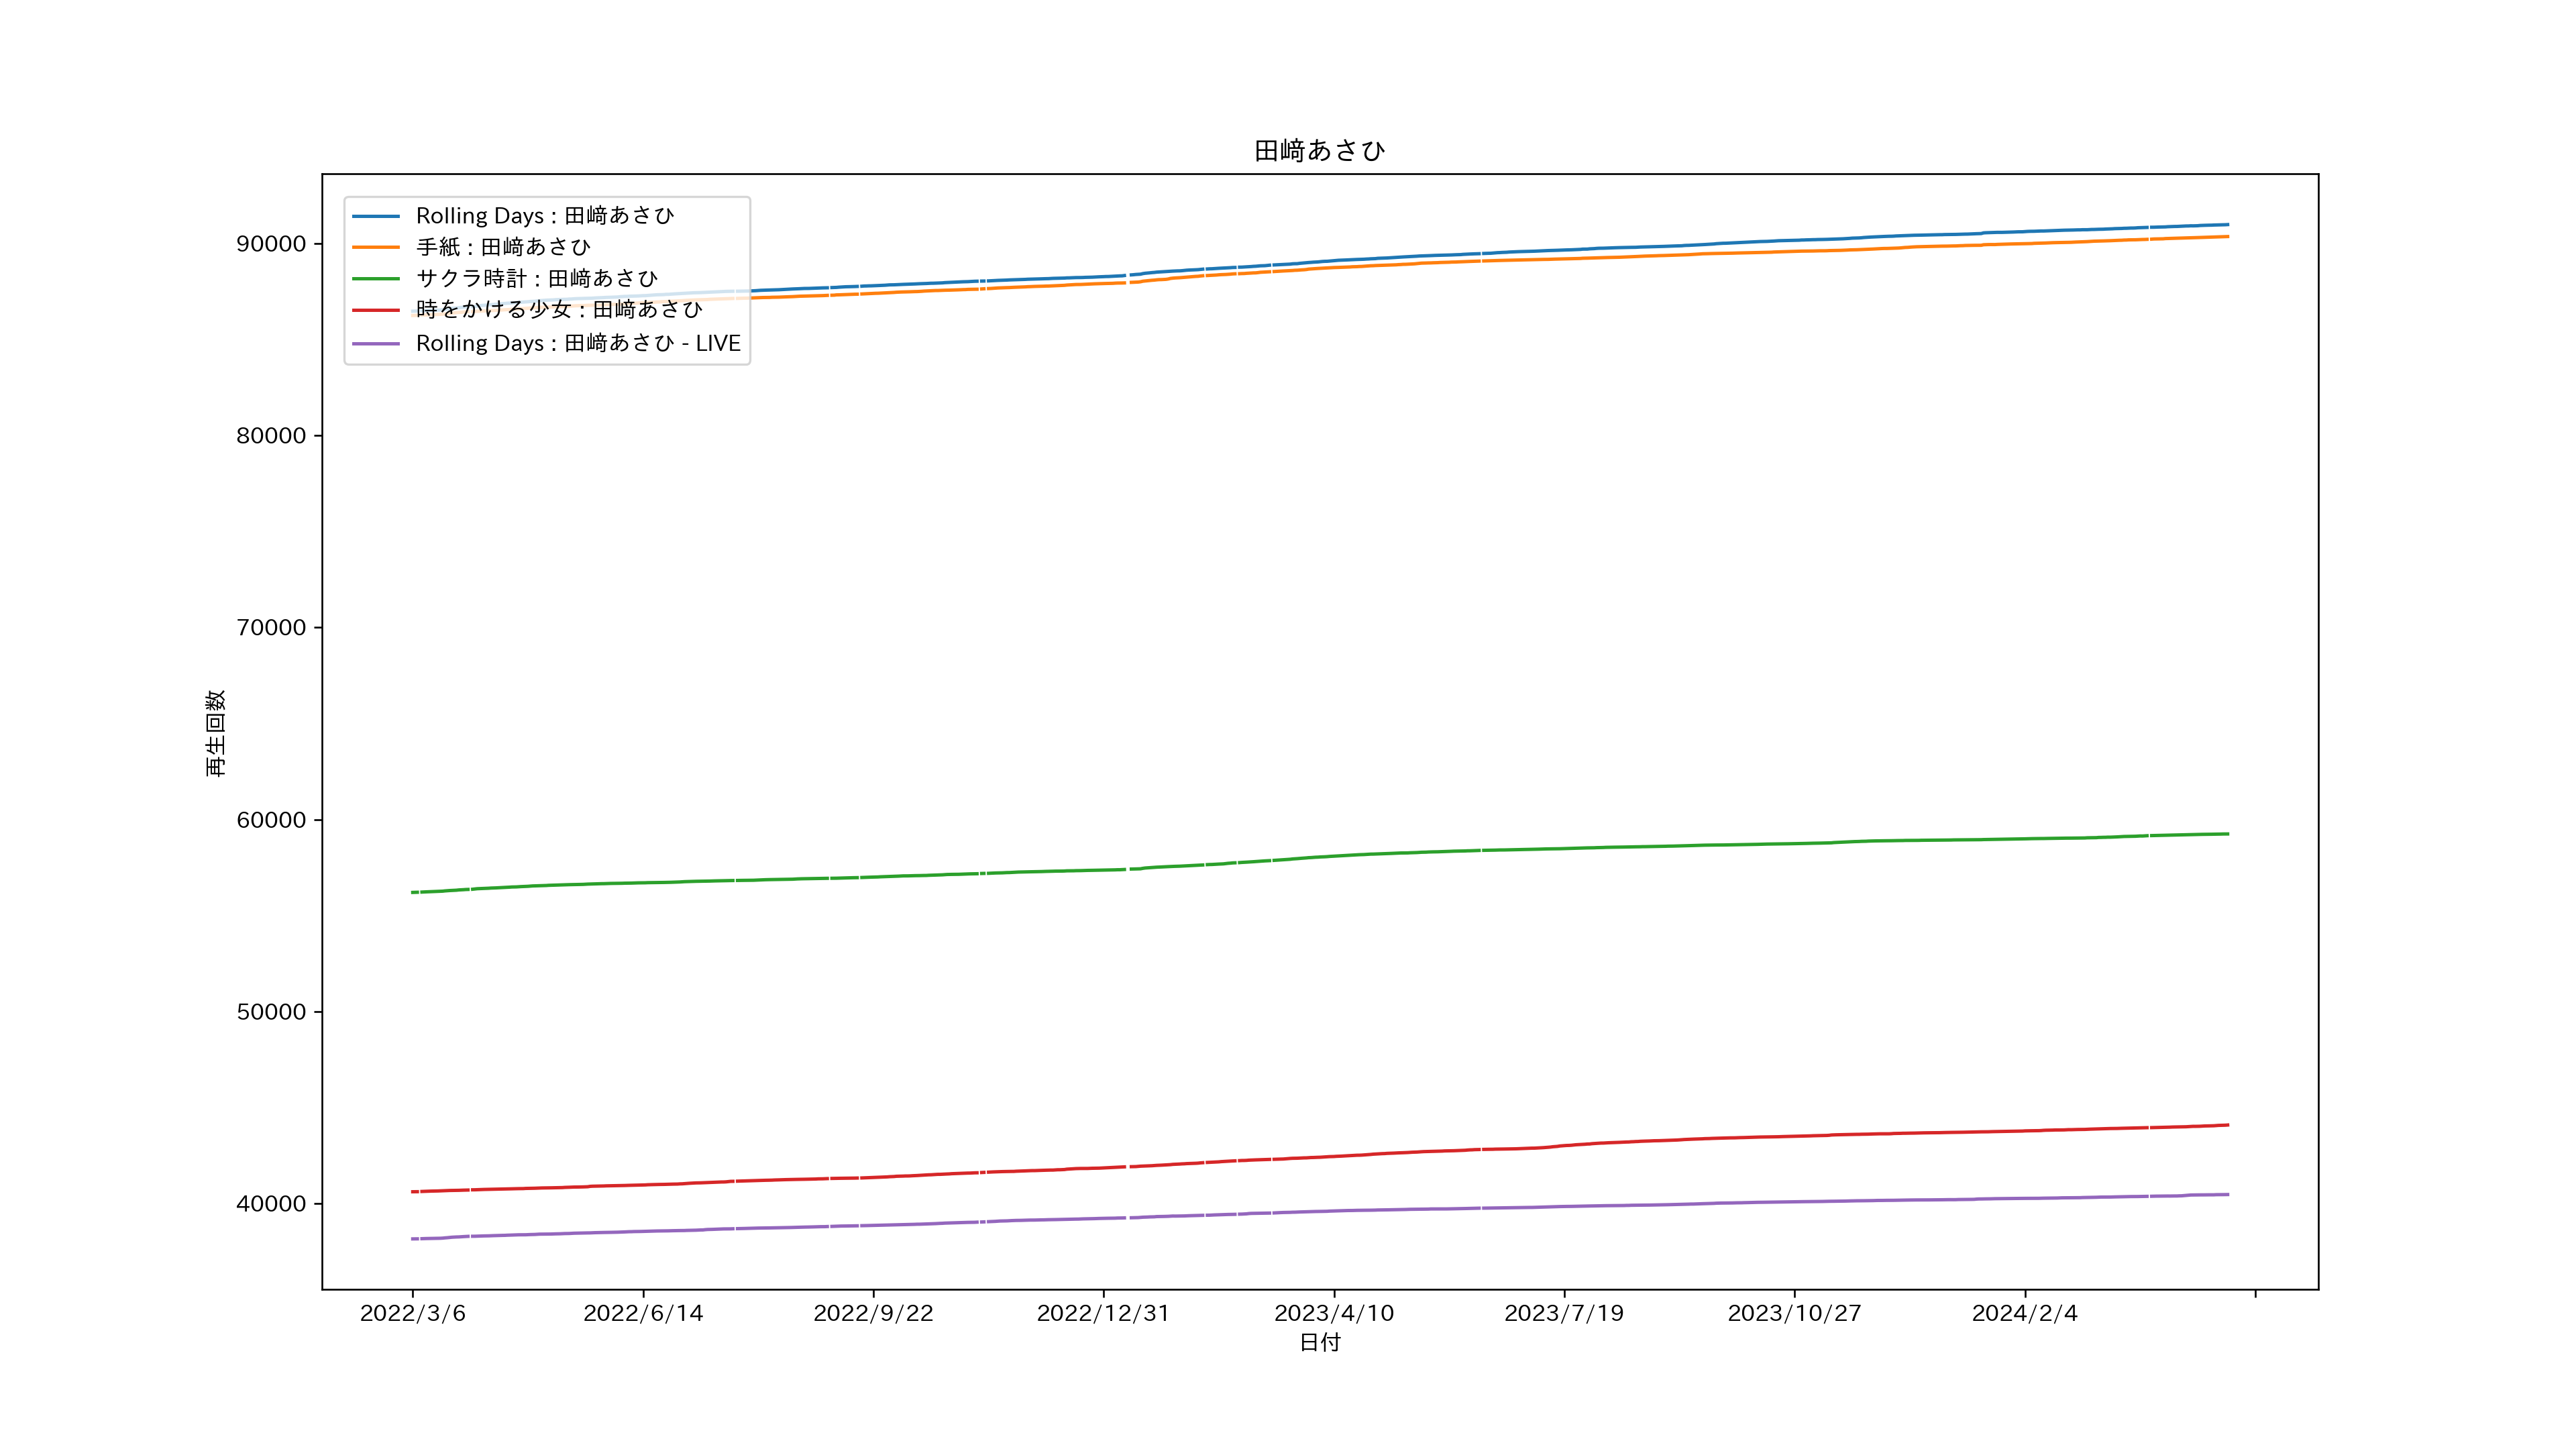 田﨑あさひ
Rolling Days : 田﨑あさひ
手紙 : 田﨑あさひ
サクラ時計 : 田﨑あさひ
時をかける少女 : 田﨑あさひ
Rolling Days : 田﨑あさひ - LIVE
90000
80000
70000
60000
50000
40000
再生回数
2022/3/6 2022/6/14 2022/9/22 2022/12/31 2023/4/10 2023/7/19 2023/10/27 2024/2/4
日付